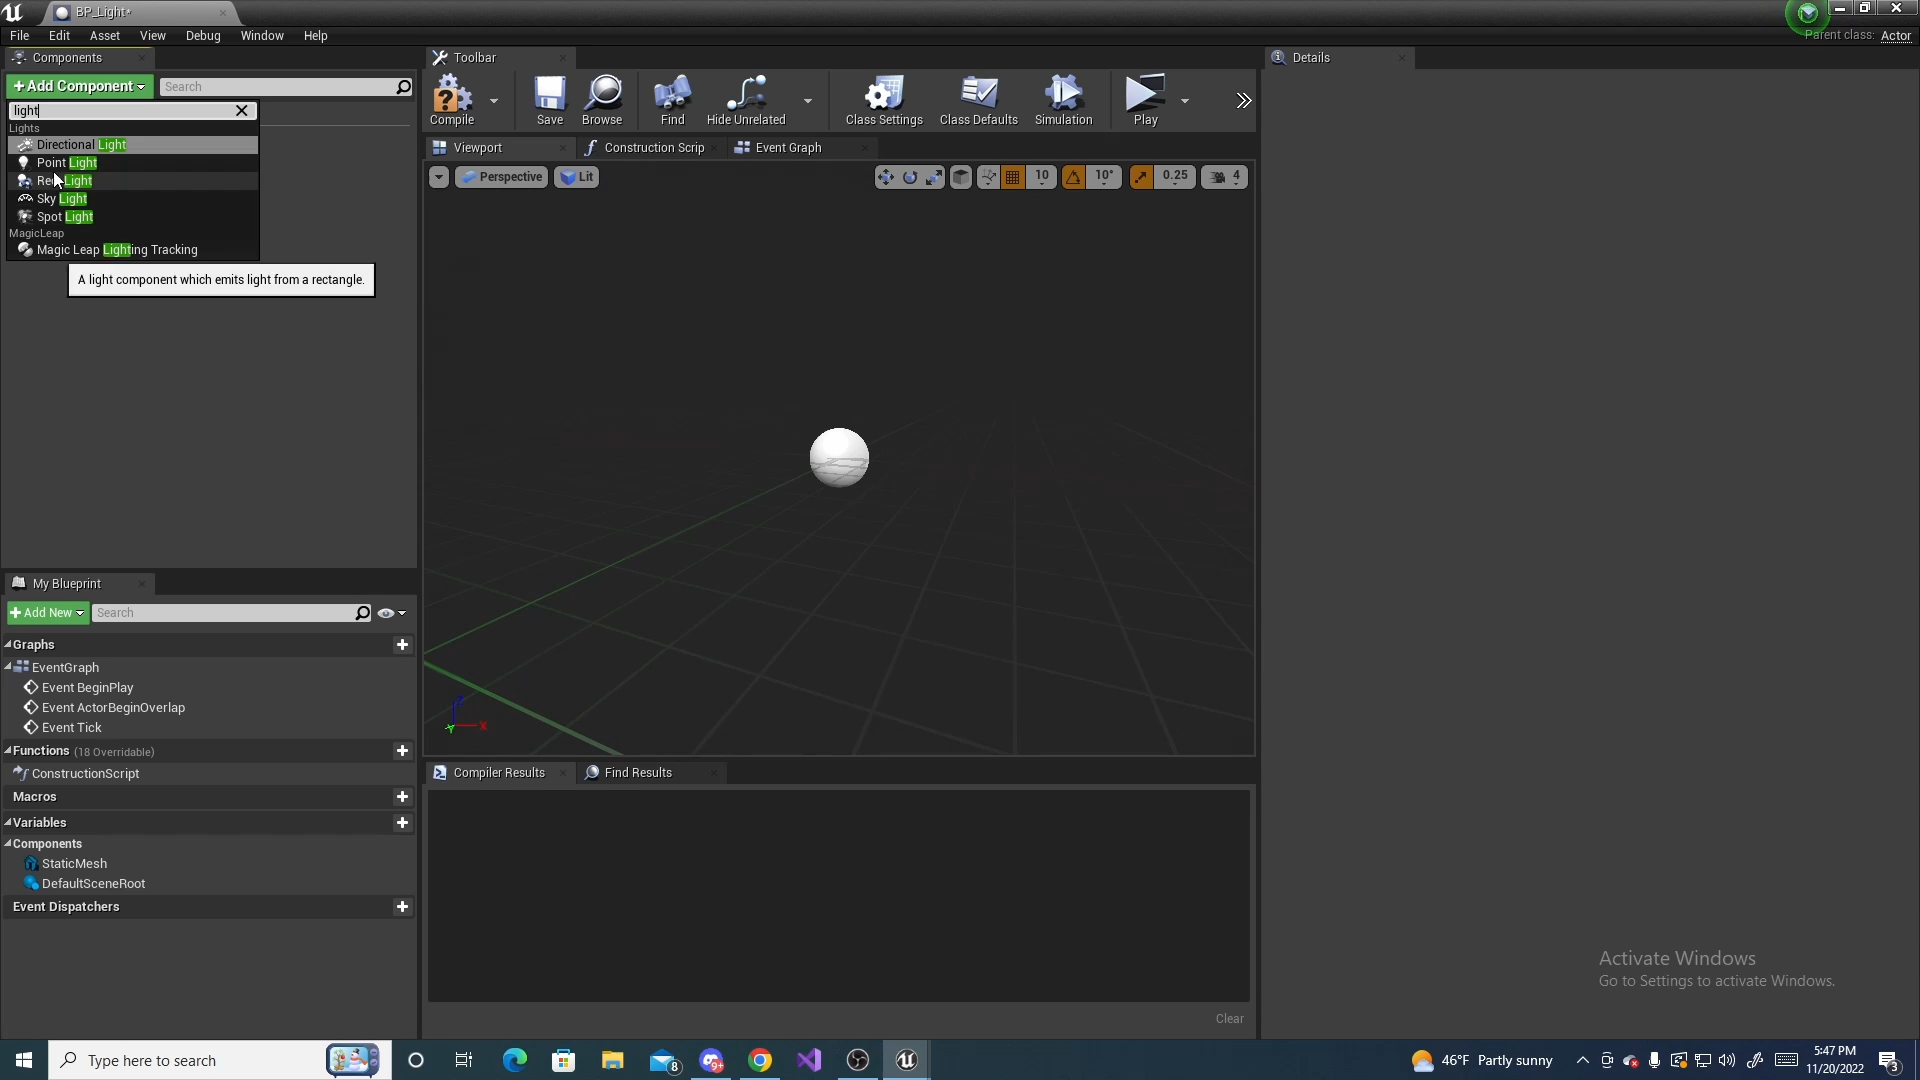 BP_Light*
File Edit Asset View Debug Window Help
Parent class: Actor
Components
+Add Component
Search
light
Lights
Directional Light
Point Light
Light
Sky Light
Spot Light
MagicLeap
Magic Leap Lighting Tracking
A light component which emits light from a rectangle.
Toolbar
Compile
Save
Browse
Find
Hide Unrelated
Class Settings
Class Defaults
Simulation
Play
Viewport
Construction Scrip
Event Graph
Perspective
Lit
10
10°
0.25
4
Z
X
Y
Details
My Blueprint
+Add New
Search
Graphs
EventGraph
Event BeginPlay
Event ActorBeginOverlap
Event Tick
Functions (18 Overridable)
ConstructionScript
Macros
Variables
Components
StaticMesh
DefaultSceneRoot
Event Dispatchers
Compiler Results
Find Results
Clear
Activate Windows
Go to Settings to activate Windows.
Type here to search
8
9+
46°F Partly sunny
5:47 PM
11/20/2022
3